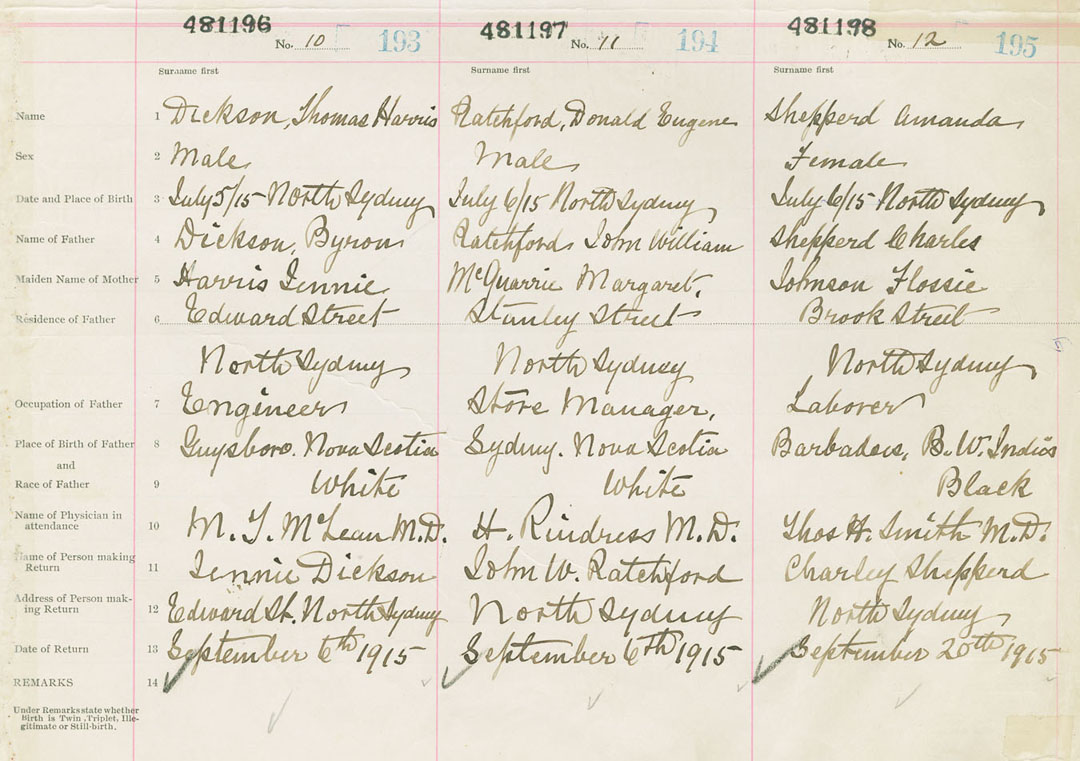 481196 481197 481198
No. 10 193 No. 11 194 No. 12 195
Surname first Surname first Surname first
Name 1 Dickson, Thomas Harris Ratchford, Donald Eugene Shepperd Amanda
Sex 2 Male Male Female
Date and Place of Birth 3 July 5/15 North Sydney July 6/15 North Sydney July 6/15 North Sydney
Name of Father 4 Dickson, Byron Ratchford, John William Shepperd Charles
Maiden Name of Mother 5 Harris Jennie McQuarrie Margaret. Johnson Flossie
Residence of Father 6 Edward Street Stanley Street Brook Street
North Sydney North Sydney North Sydney
Occupation of Father 7 Engineer Store Manager. Laborer
Place of Birth of Father 8 Guysboro. Nova Scotia Sydney. Nova Scotia Barbadoes, B.W. Indies
and
Race of Father 9 White White Black
Name of Physician in
attendance 10 M. T. McLean M.D. H. Rindress M.D. Thos H. Smith M.D.
Name of Person making
Return 11 Jennie Dickson John W. Ratchford Charley Shepperd
Address of Person mak-
ing Return 12 Edward St. North Sydney North Sydney North Sydney
Date of Return 13 September 6th 1915 September 6th 1915 September 20th 1915
REMARKS 14
Under Remarks state whether
Birth is Twin, Triplet, Ille-
gitimate or Still-birth.